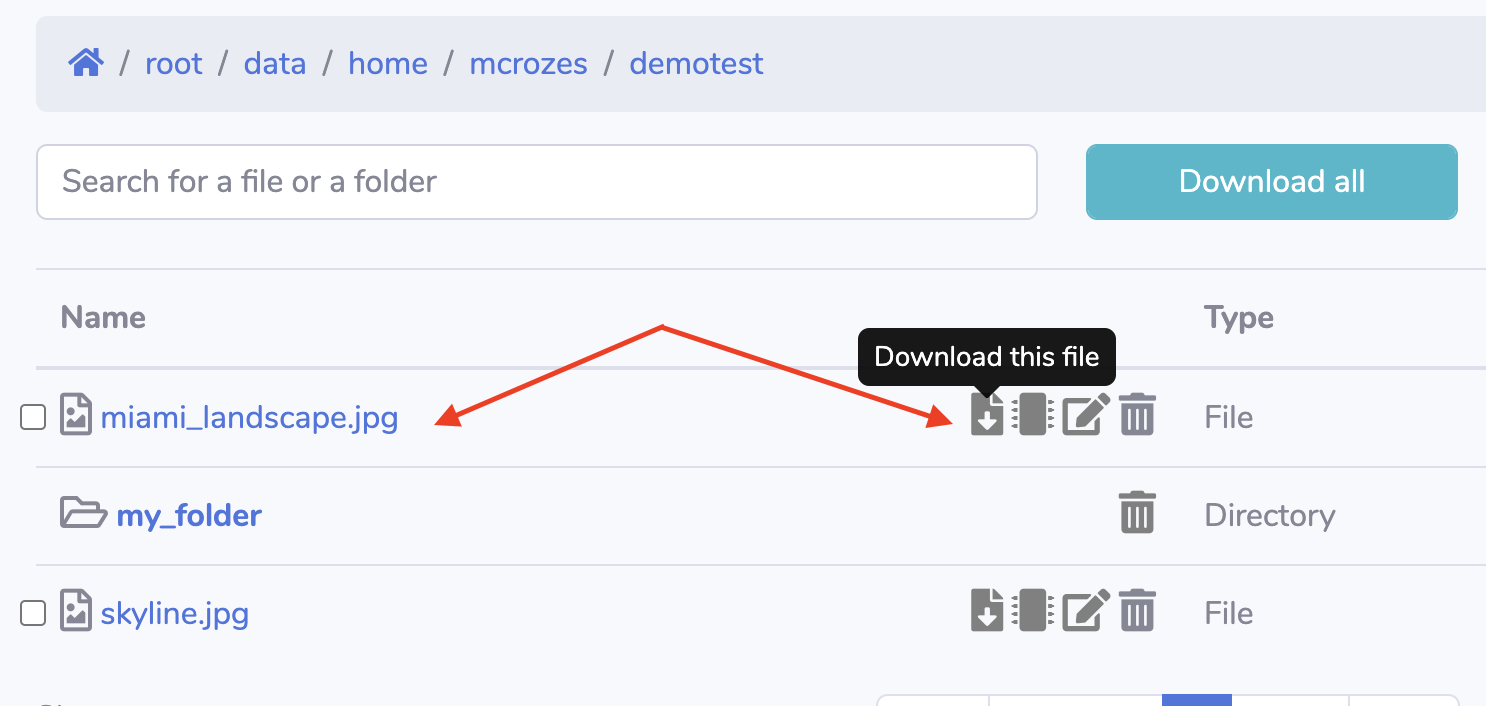 / root / data / home / mcrozes / demotest
Search for a file or a folder
Download all
Name
Type
Download this file
miami_landscape.jpg
File
my_folder
Directory
skyline.jpg
File